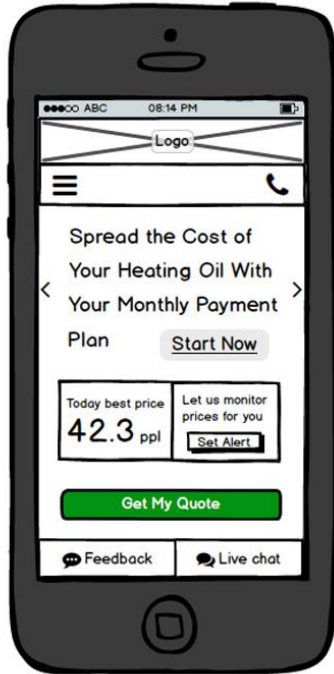 ABC 08:14 PM
Logo
Spread the Cost of
Your Heating Oil With
Your Monthly Payment
Plan Start Now
Today best price
42.3 ppl
Let us monitor
prices for you
Set Alert
Get My Quote
Feedback Live chat